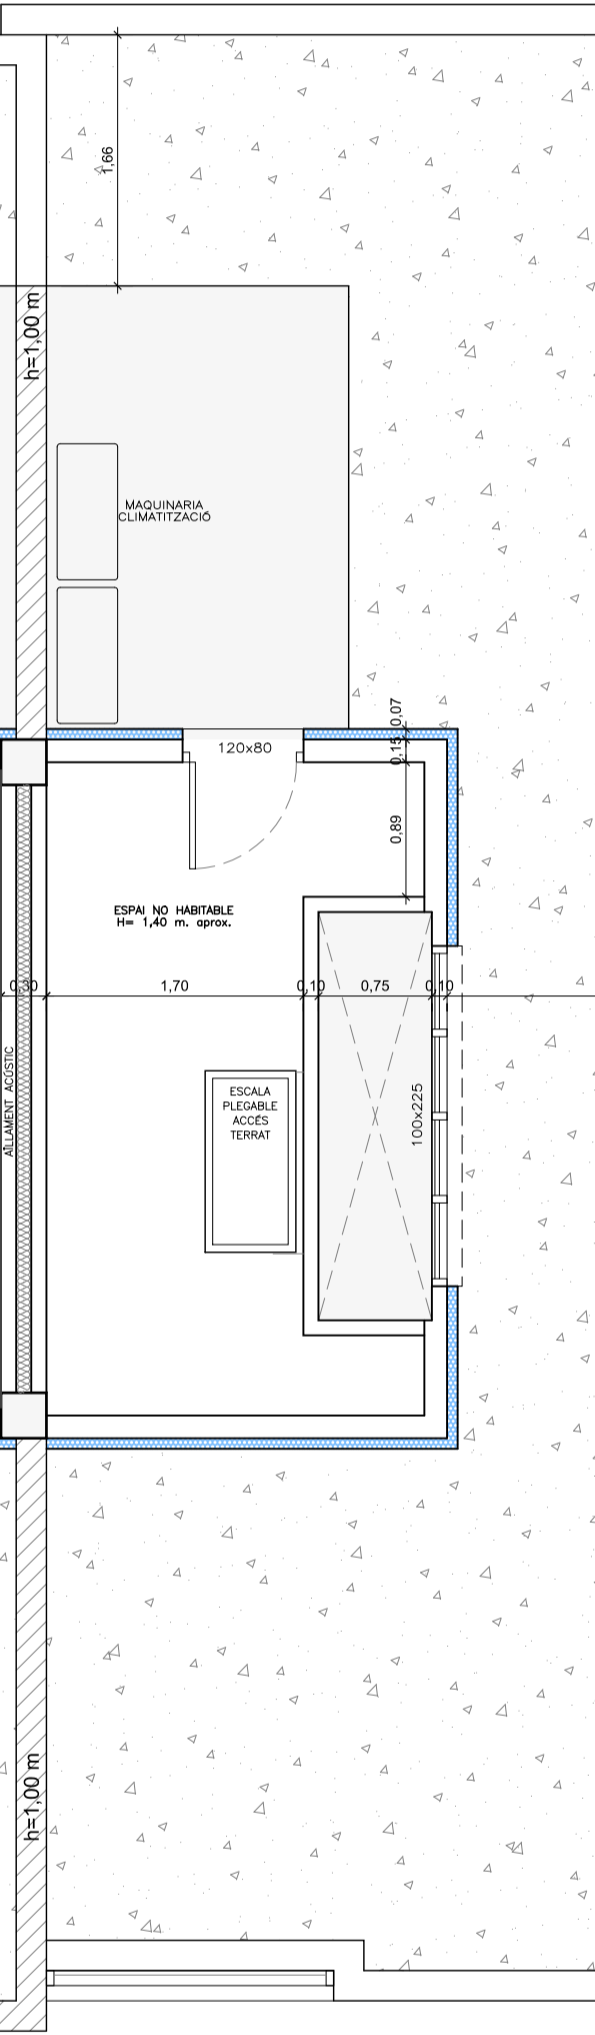 1,66
h=1,00 m
MAQUINARIA
CLIMATITZACIÓ
0,07
120x80
0,15
0,89
ESPAI NO HABITABLE
H= 1,40 m. aprox.
0,30
1,70
0,10
0,75
0,10
AÏLLAMENT ACÚSTIC
ESCALA
PLEGABLE
ACCÉS
TERRAT
100x225
h=1,00 m